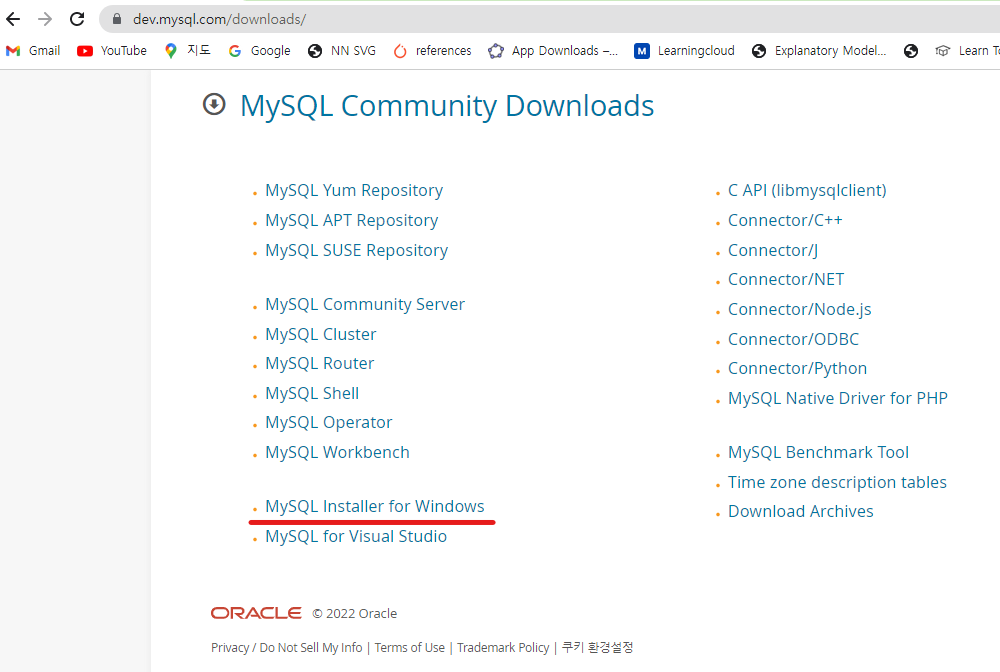 dev.mysql.com/downloads/
Gmail YouTube 지도 Google NN SVG references App Downloads –... Learningcloud Explanatory Model... Learn To
MySQL Community Downloads
MySQL Yum Repository
MySQL APT Repository
MySQL SUSE Repository
MySQL Community Server
MySQL Cluster
MySQL Router
MySQL Shell
MySQL Operator
MySQL Workbench
MySQL Installer for Windows
MySQL for Visual Studio
C API (libmysqlclient)
Connector/C++
Connector/J
Connector/NET
Connector/Node.js
Connector/ODBC
Connector/Python
MySQL Native Driver for PHP
MySQL Benchmark Tool
Time zone description tables
Download Archives
ORACLE © 2022 Oracle
Privacy / Do Not Sell My Info | Terms of Use | Trademark Policy | 쿠키 환경설정